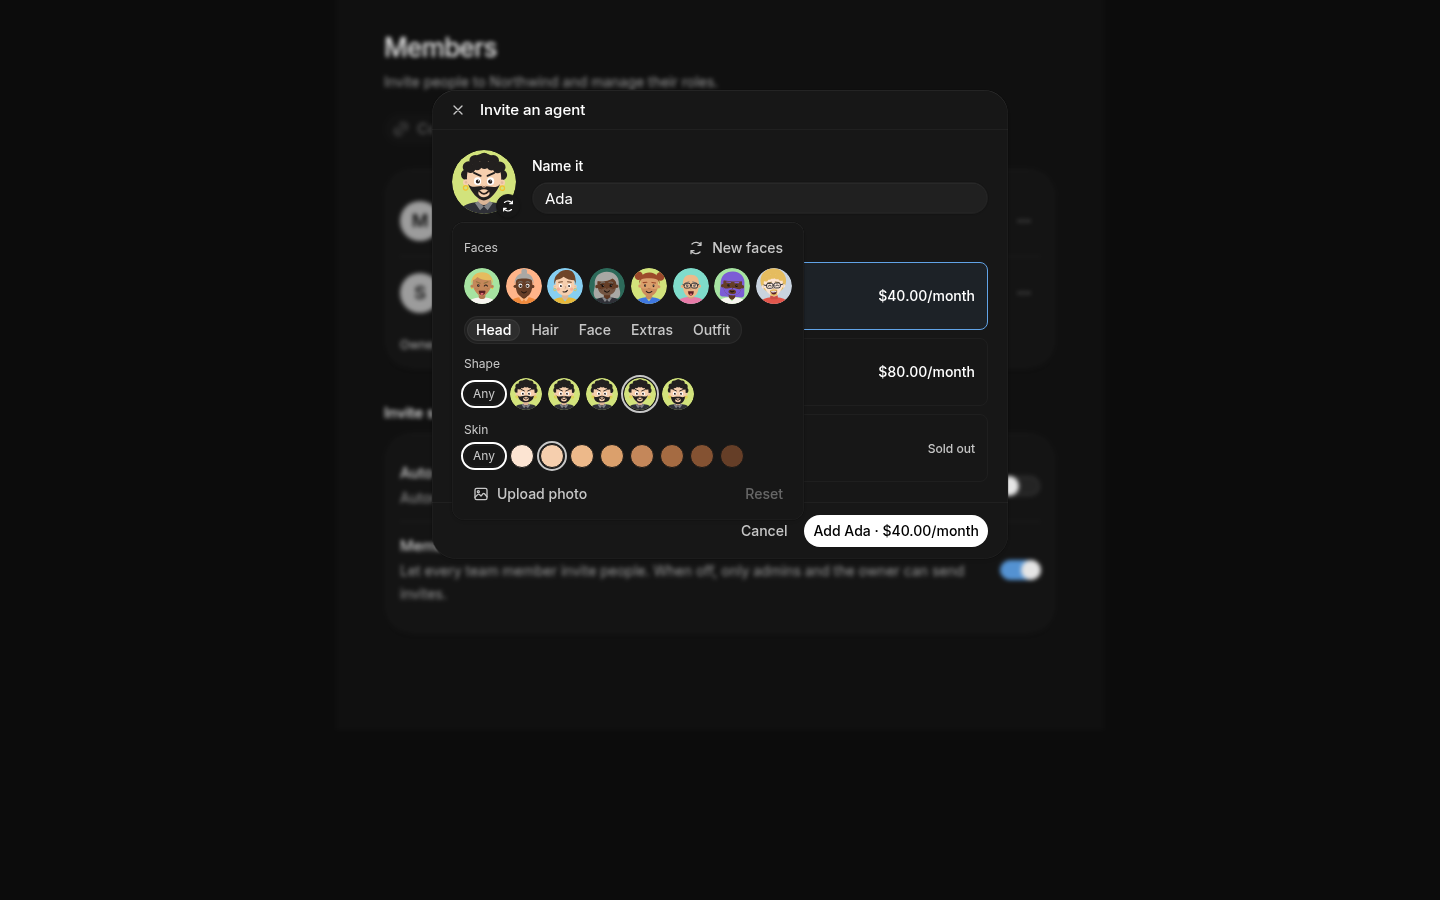 Members
Invite people to Northwind and manage their roles.
Invite an agent
Name it
Ada
M
S
Faces
New faces
$40.00/month
Head Hair Face Extras Outfit
Shape
$80.00/month
Any
Skin
Sold out
Any
Upload photo
Reset
Cancel
Add Ada · $40.00/month
Let every team member invite people. When off, only admins and the owner can send
invites.